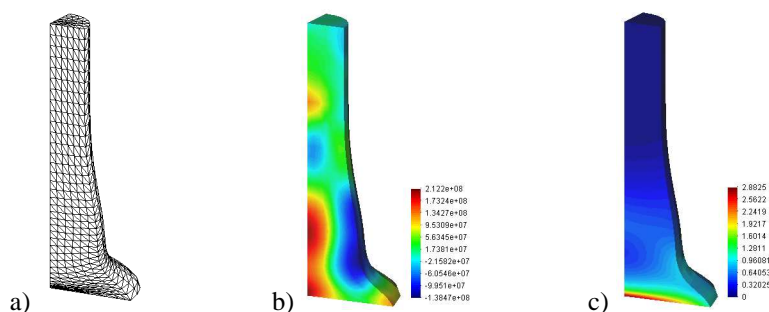 a)
b)
2.122e+08
1.7324e+08
1.3427e+08
9.5309e+07
5.6345e+07
1.7381e+07
-2.1582e+07
-6.0546e+07
-9.951e+07
-1.3847e+08
c)
2.8825
2.5622
2.2419
1.9217
1.6014
1.2811
0.96081
0.64053
0.32025
0